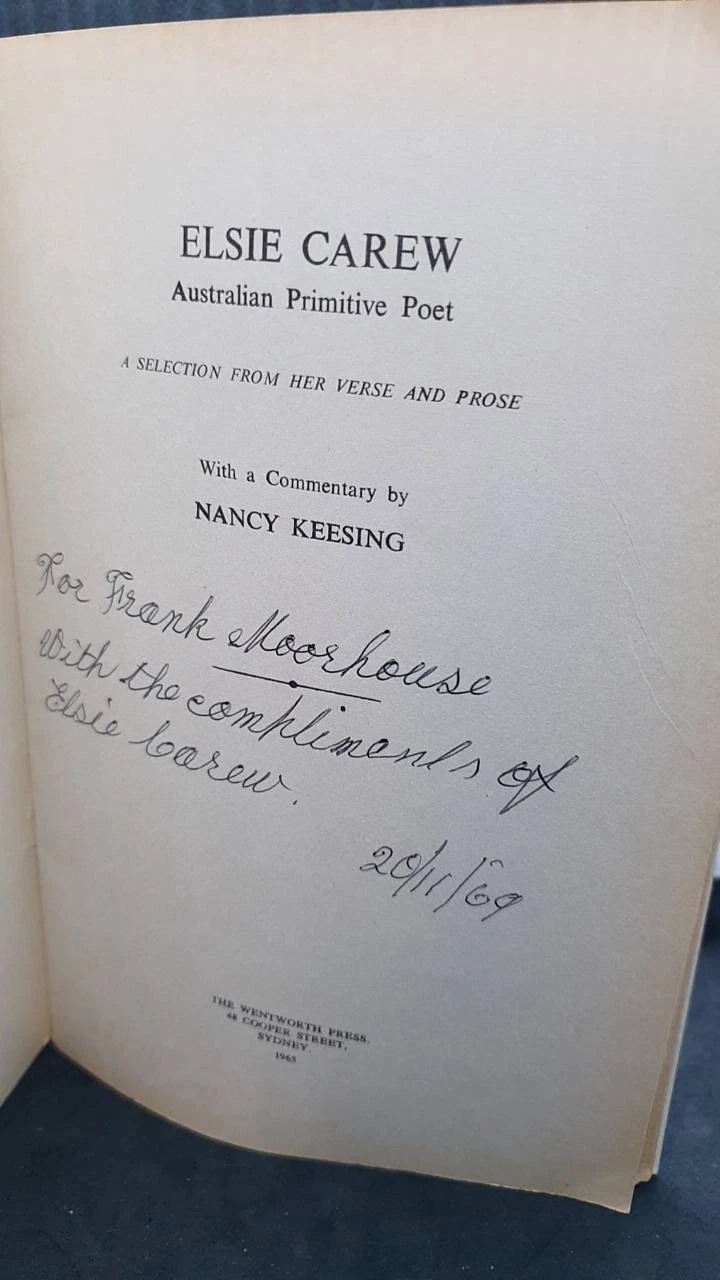 ELSIE CAREW
Australian Primitive Poet
A SELECTION FROM HER VERSE AND PROSE
With a Commentary by
NANCY KEESING
For Frank Moorhouse
With the compliments of
Elsie Carew.
20/11/69
THE WENTWORTH PRESS,
48 COOPER STREET,
SYDNEY
1965